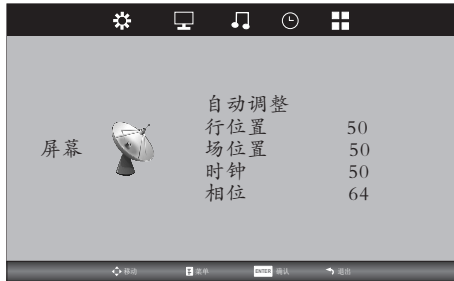 屏幕
自动调整
行位置 50
场位置 50
时钟 50
相位 64
移动 菜单 ENTER 确认 退出